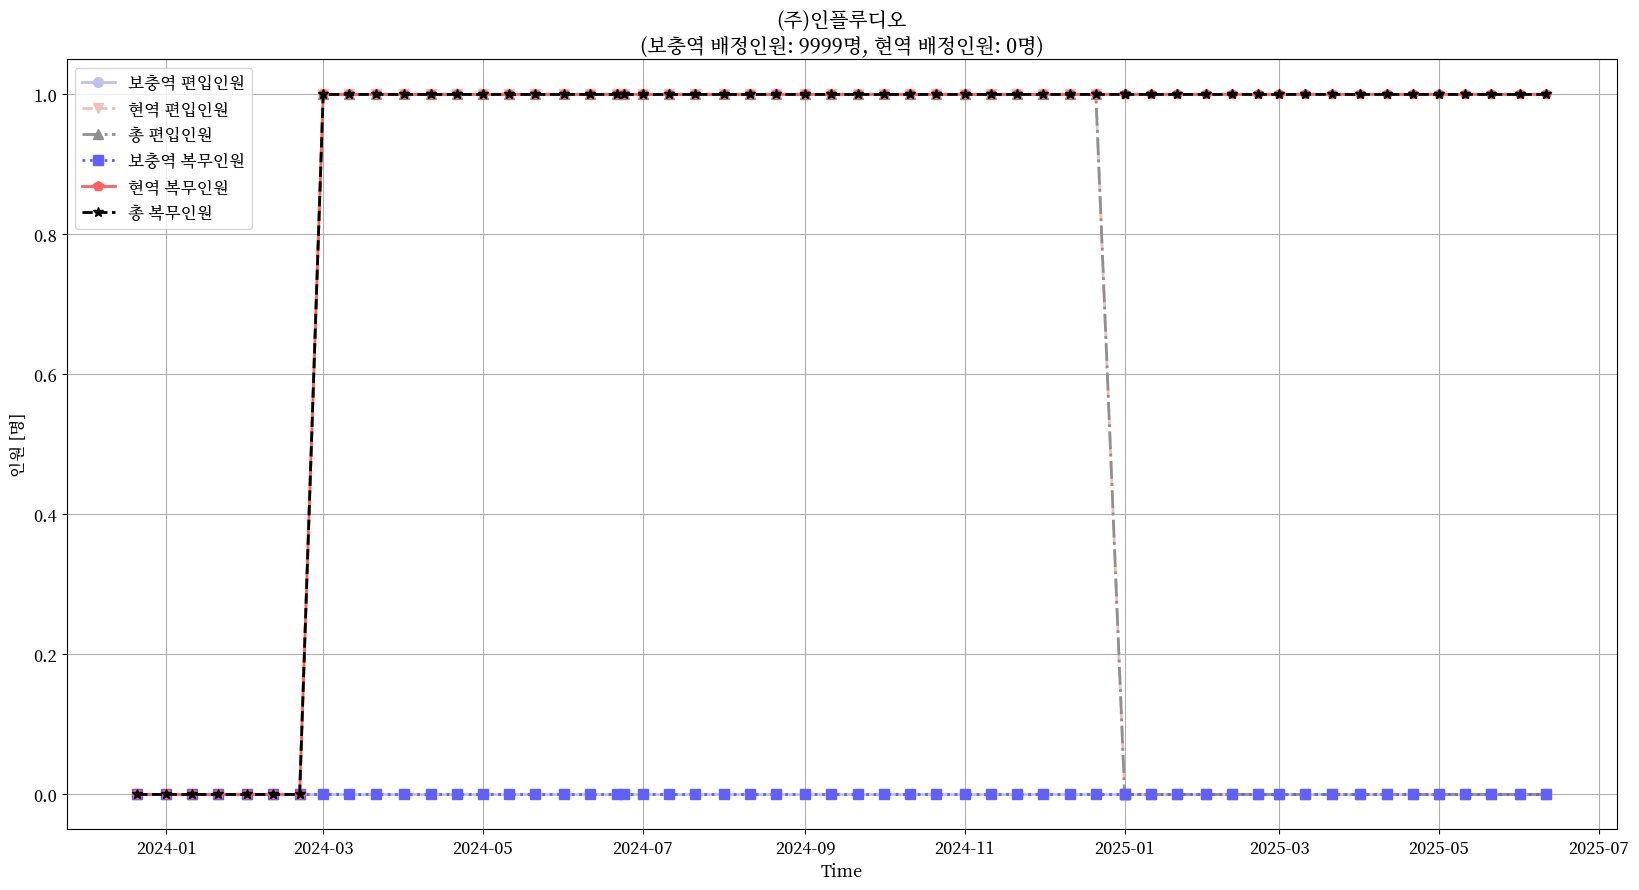 (주)인플루디오
(보충역 배정인원: 9999명, 현역 배정인원: 0명)
보충역 편입인원
현역 편입인원
총 편입인원
보충역 복무인원
현역 복무인원
총 복무인원
인원 [명]
1.0
0.8
0.6
0.4
0.2
0.0
2024-01
2024-03
2024-05
2024-07
2024-09
2024-11
2025-01
2025-03
2025-05
2025-07
Time